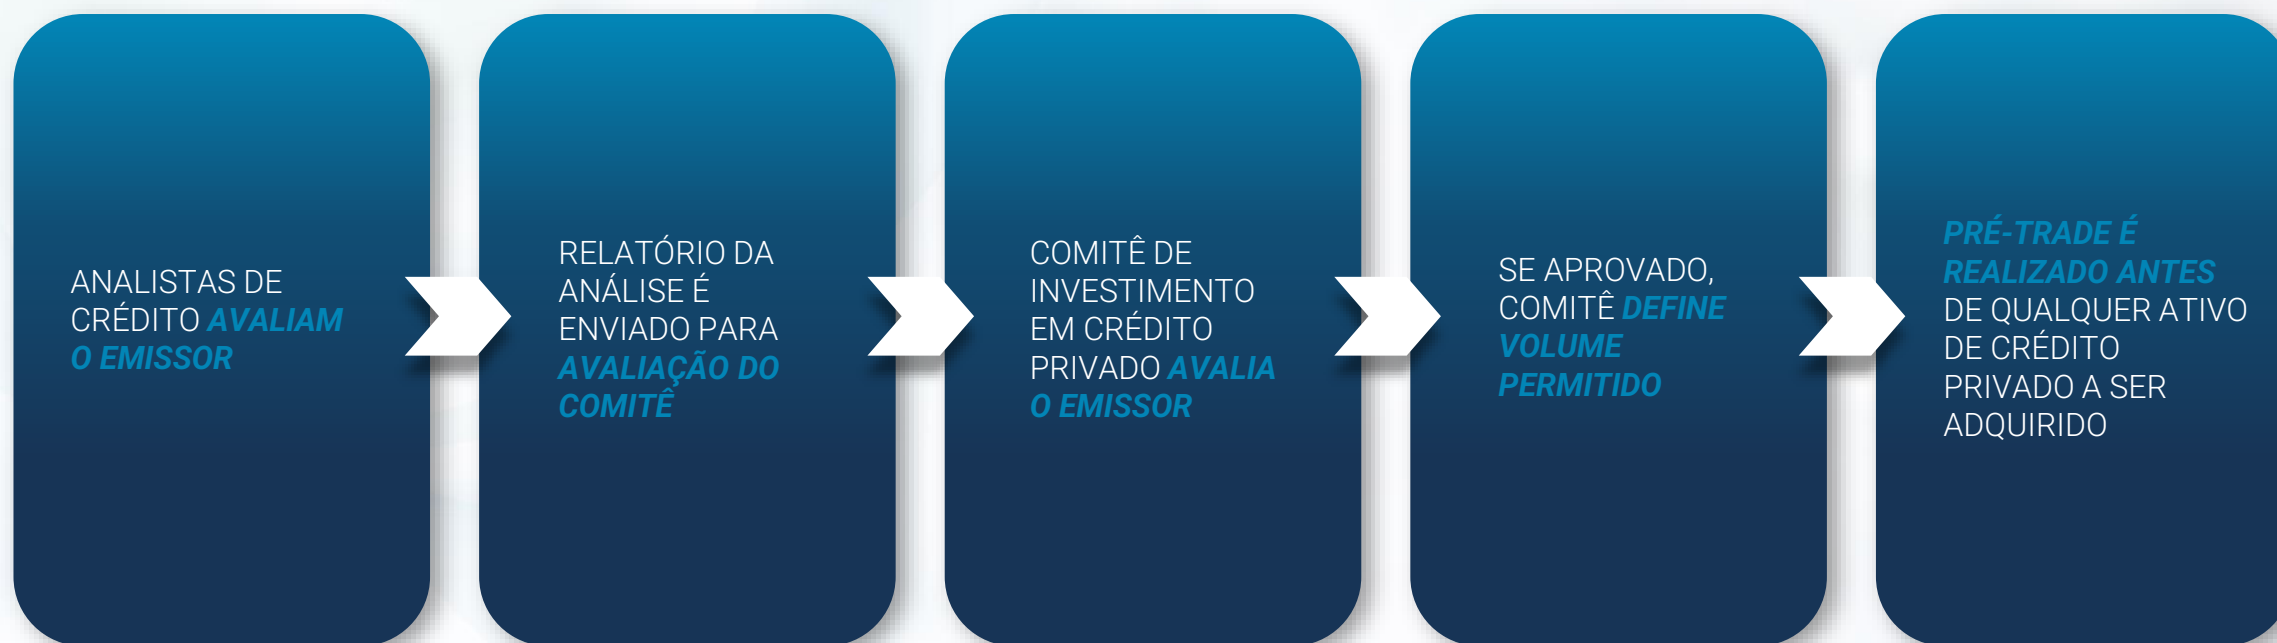 ANALISTAS DE
CRÉDITO AVALIAM
O EMISSOR
RELATÓRIO DA
ANÁLISE É
ENVIADO PARA
AVALIAÇÃO DO
COMITÊ
COMITÊ DE
INVESTIMENTO
EM CRÉDITO
PRIVADO AVALIA
O EMISSOR
SE APROVADO,
COMITÊ DEFINE
VOLUME
PERMITIDO
PRÉ-TRADE É
REALIZADO ANTES
DE QUALQUER ATIVO
DE CRÉDITO
PRIVADO A SER
ADQUIRIDO